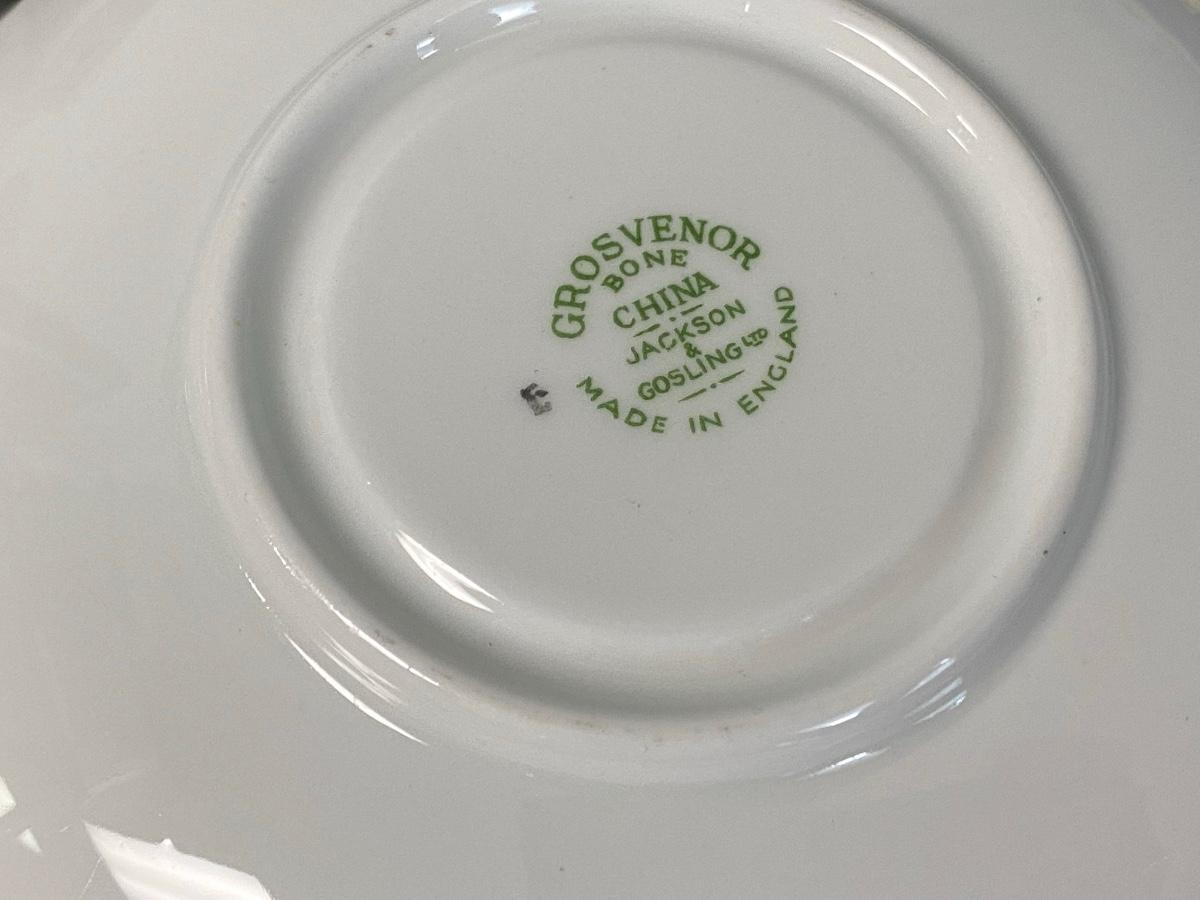 GROSVENOR
BONE
CHINA
JACKSON
&
GOSLING LTD
MADE IN ENGLAND